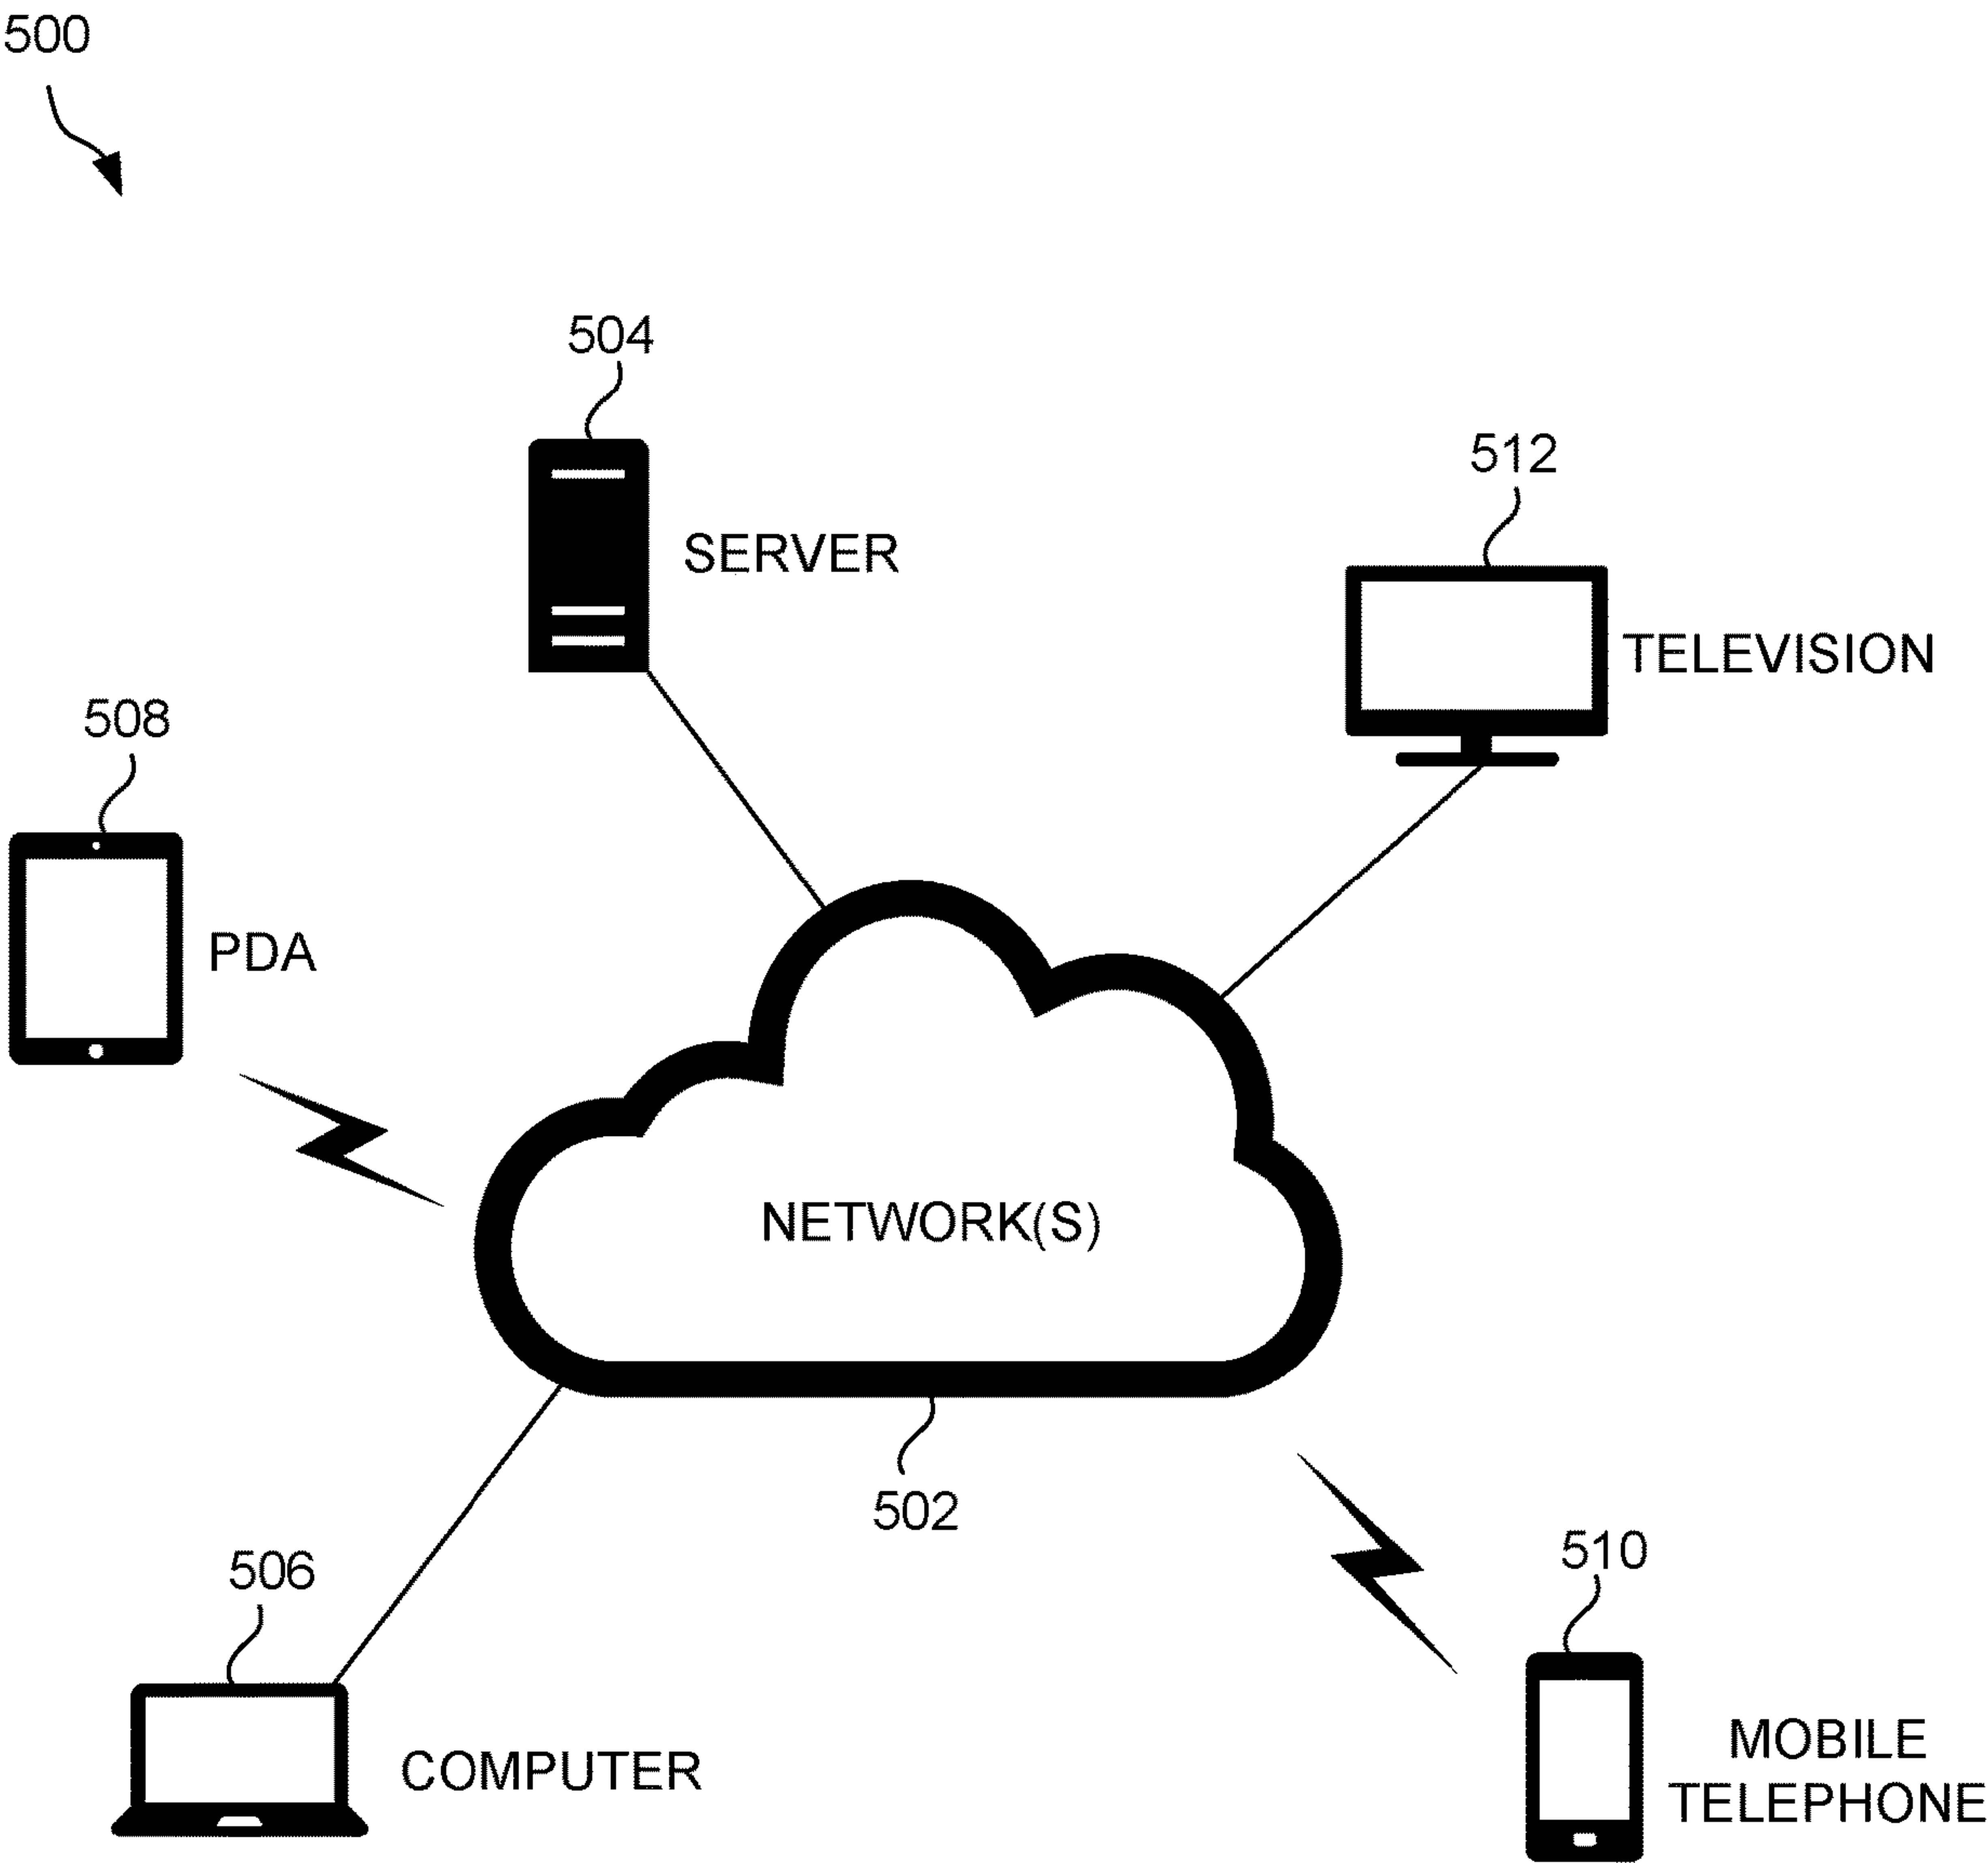 500
504
SERVER
512
TELEVISION
508
PDA
NETWORK(S)
502
506
COMPUTER
510
MOBILE
TELEPHONE